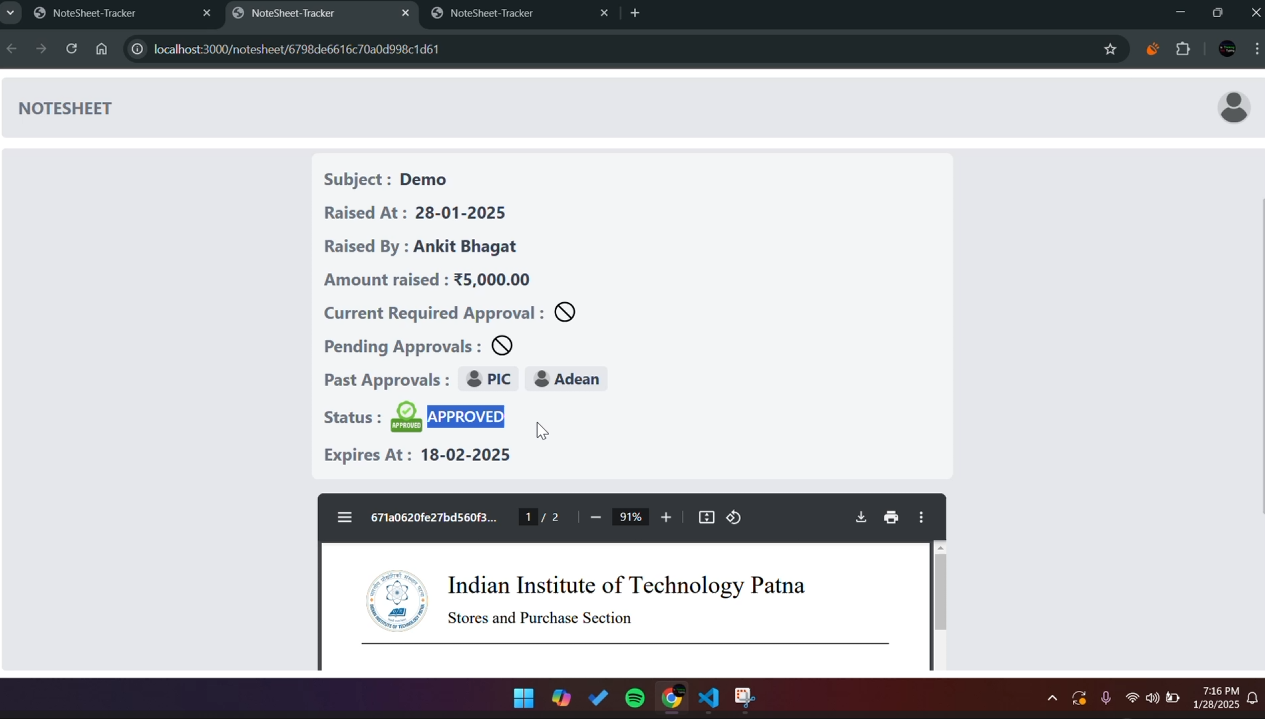 NoteSheet-Tracker
NoteSheet-Tracker
NoteSheet-Tracker
localhost:3000/notesheet/6798de6616c70a0d998c1d61
NOTESHEET
Subject : Demo
Raised At : 28-01-2025
Raised By : Ankit Bhagat
Amount raised : ₹5,000.00
Current Required Approval :
Pending Approvals :
Past Approvals : PIC Adean
Status : APPROVED APPROVED
Expires At : 18-02-2025
671a0620fe27bd560f3... 1 / 2 91%
Indian Institute of Technology Patna
Stores and Purchase Section
7:16 PM
1/28/2025